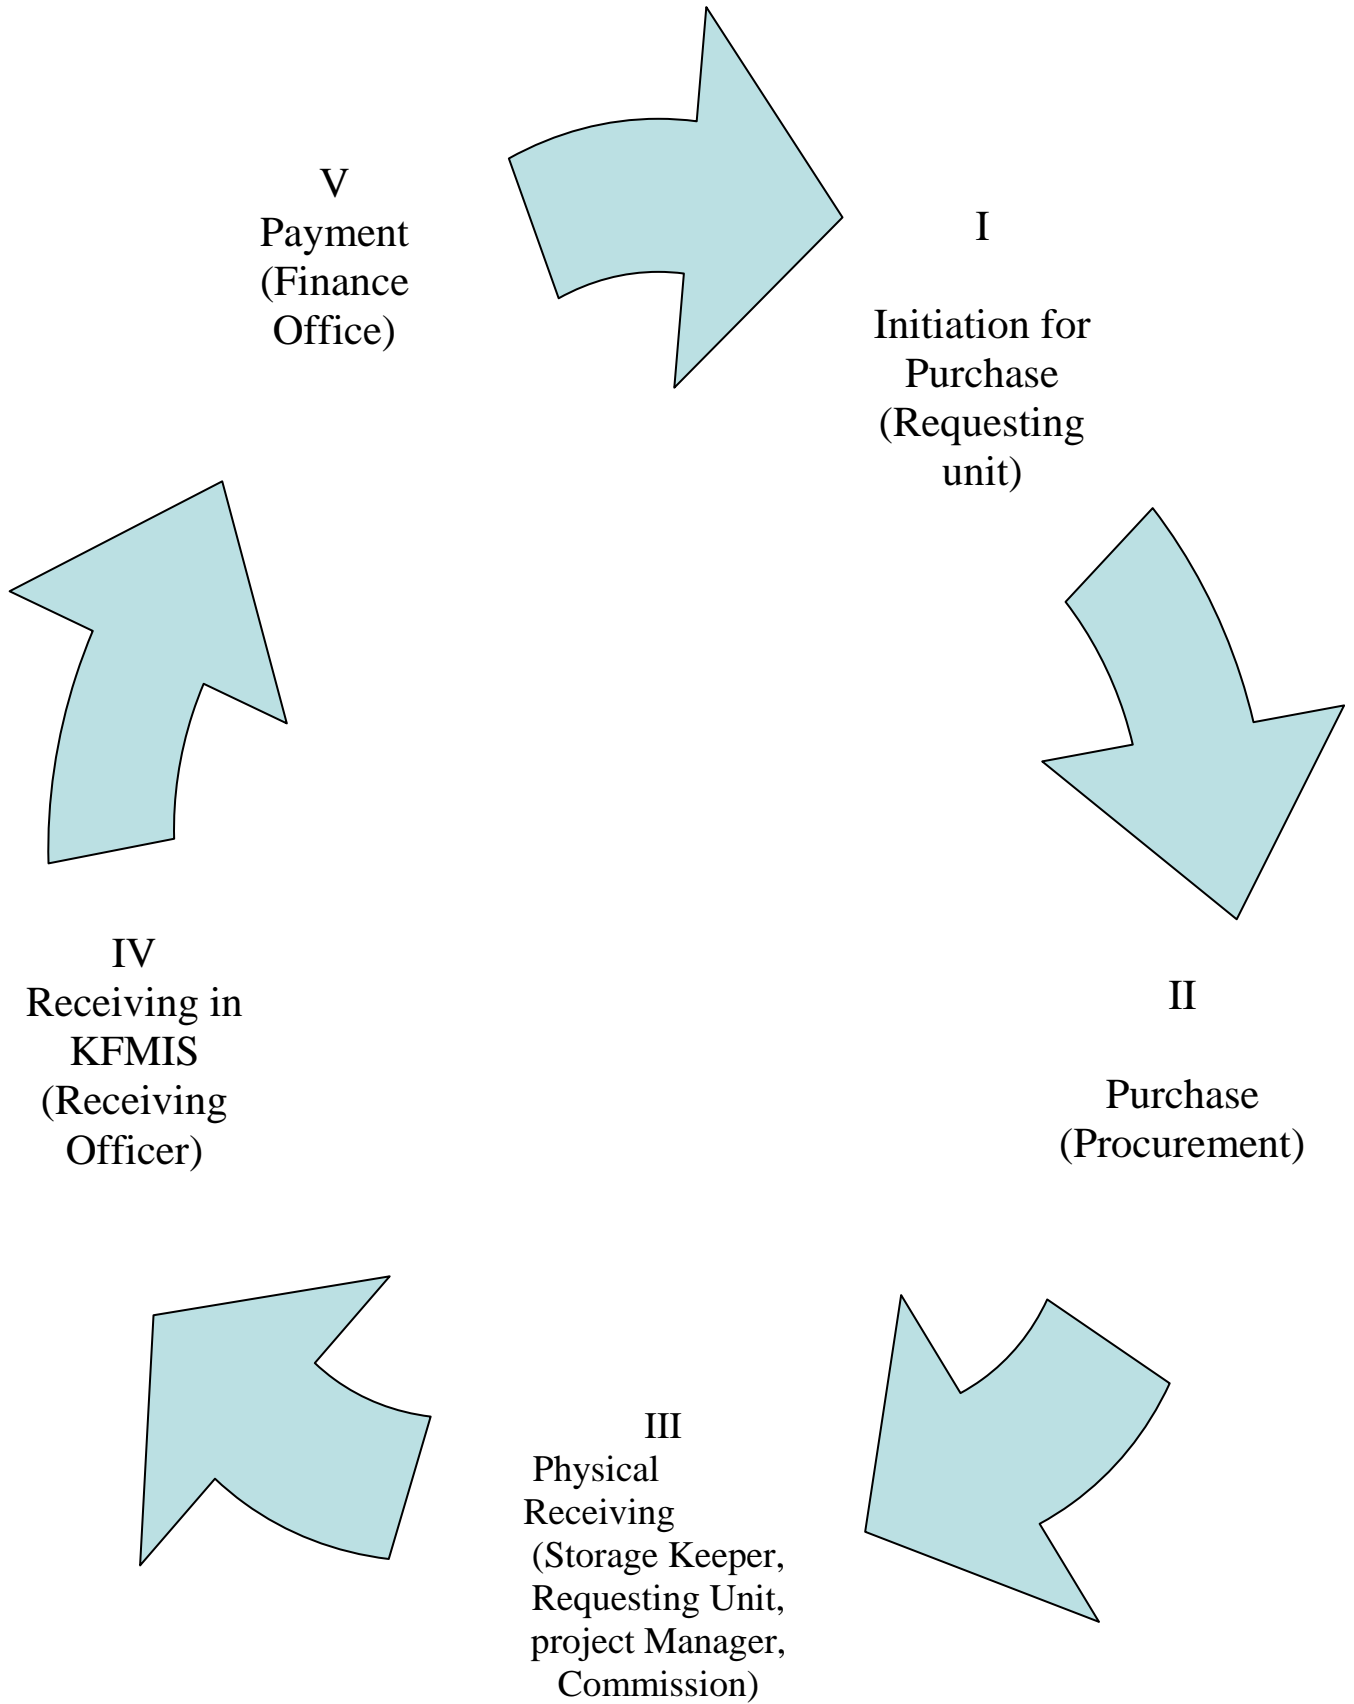 V
Payment
(Finance
Office)
I
Initiation for
Purchase
(Requesting
unit)
IV
Receiving in
KFMIS
(Receiving
Officer)
II
Purchase
(Procurement)
III
Physical
Receiving
(Storage Keeper,
Requesting Unit,
project Manager,
Commission)